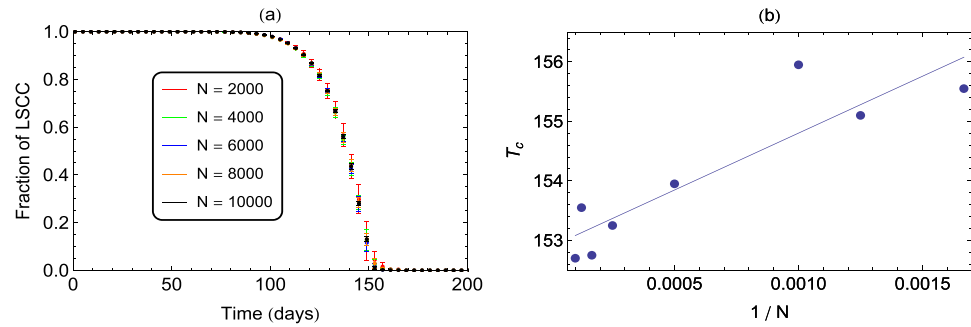 (a)
1.0
0.8
0.6
0.4
0.2
0.0
Fraction of LSCC
N = 2000
N = 4000
N = 6000
N = 8000
N = 10000
0
50
100
150
200
Time (days)
(b)
156
155
154
153
T_c
0.0005
0.0010
0.0015
1 / N